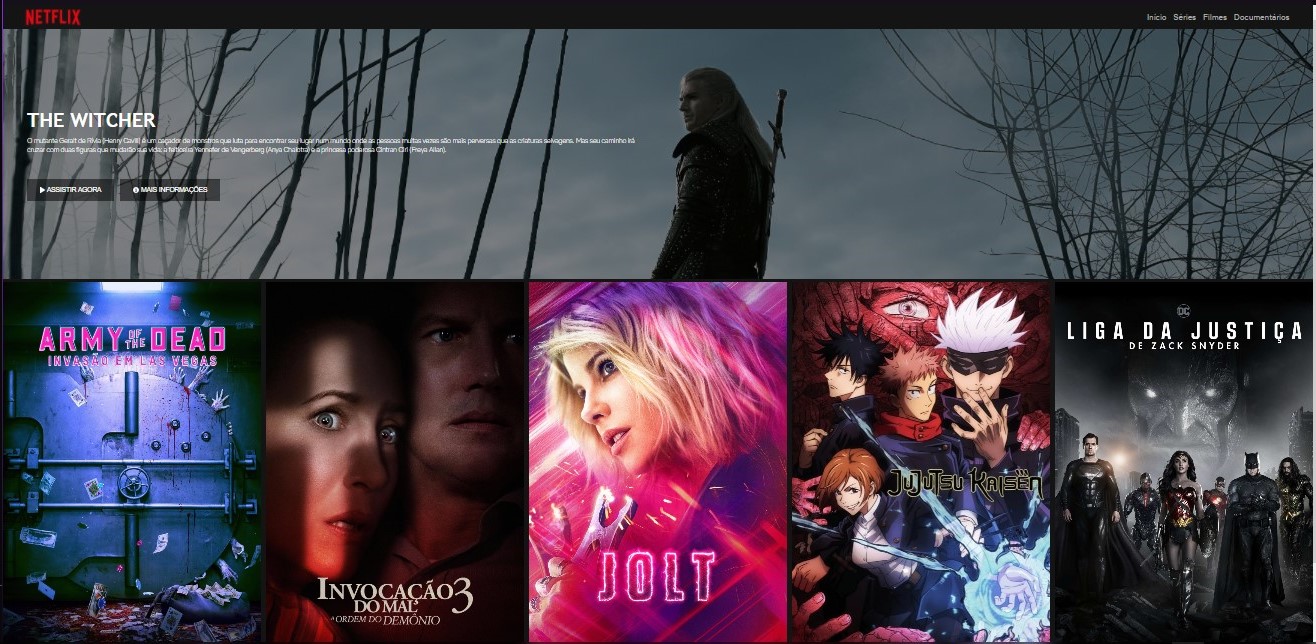 NETFLIX
Início Séries Filmes Documentários
THE WITCHER
O mutante Geralt de Rívia (Henry Cavill) é um caçador de monstros que luta para encontrar seu lugar num mundo onde as pessoas muitas vezes são mais perversas que as criaturas selvagens. Mas seu caminho irá
cruzar com duas figuras que mudarão sua vida: a feiticeira Yennefer de Vengerberg (Anya Chalotra) e a princesa poderosa Cintran Ciri (Freya Allan).
ASSISTIR AGORA MAIS INFORMAÇÕES
ARMY OF THE DEAD
INVASÃO EM LAS VEGAS
INVOCAÇÃO 3
DO MAL
A ORDEM DO DEMÔNIO
JOLT
JUJUTSU KAISEN
DC
LIGA DA JUSTIÇA
DE ZACK SNYDER